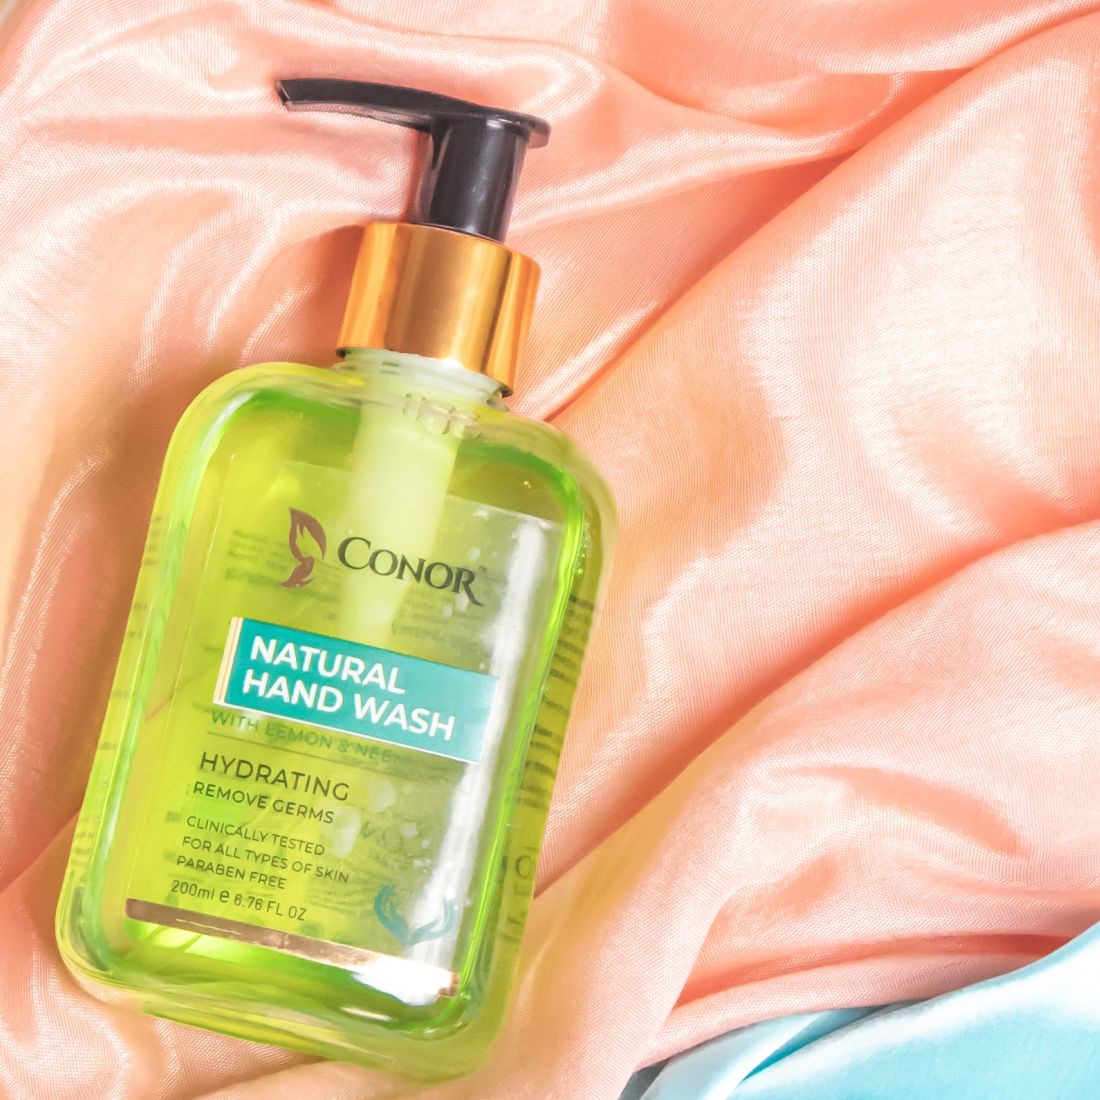 CONOR™
NATURAL
HAND WASH
WITH LEMON & NEEM
HYDRATING
REMOVE GERMS
CLINICALLY TESTED
FOR ALL TYPES OF SKIN
PARABEN FREE
200ml e 6.76 FL OZ